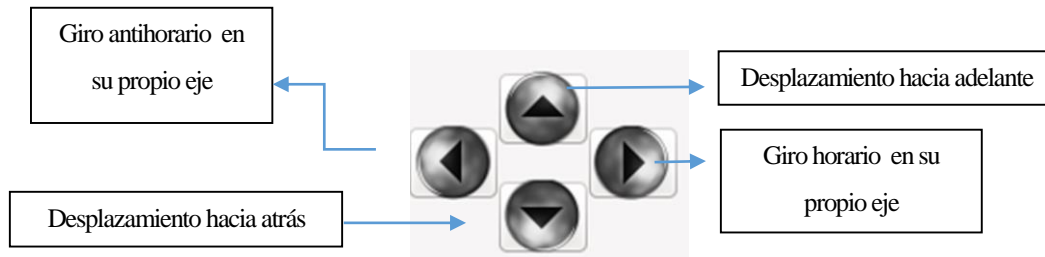 Giro antihorario en
su propio eje
Desplazamiento hacia adelante
Giro horario en su
propio eje
Desplazamiento hacia atrás